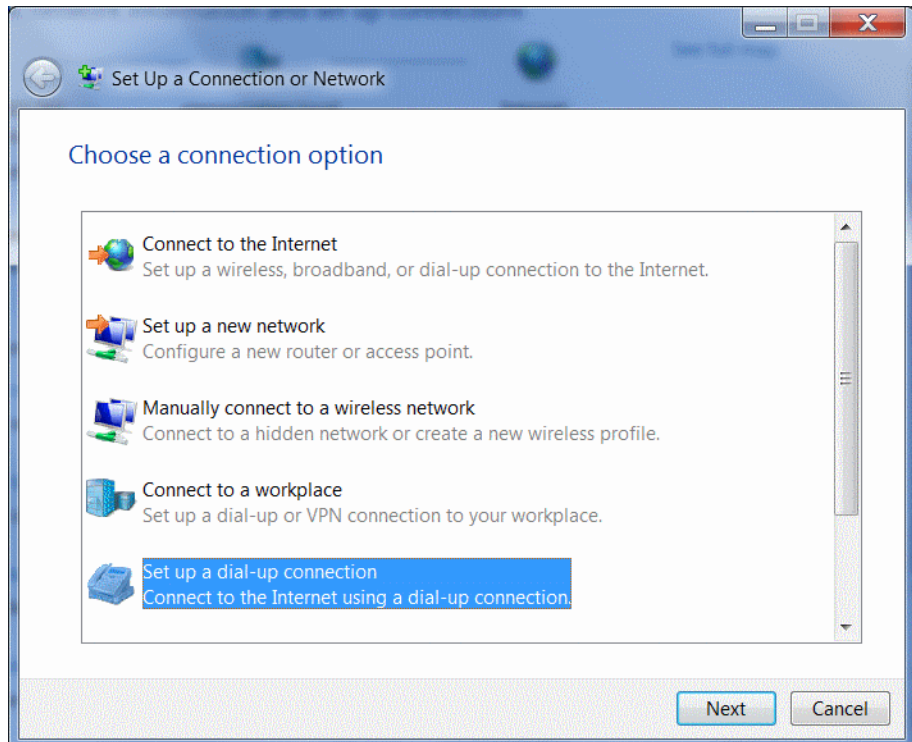 Set Up a Connection or Network
Choose a connection option
Connect to the Internet
Set up a wireless, broadband, or dial-up connection to the Internet.
Set up a new network
Configure a new router or access point.
Manually connect to a wireless network
Connect to a hidden network or create a new wireless profile.
Connect to a workplace
Set up a dial-up or VPN connection to your workplace.
Set up a dial-up connection
Connect to the Internet using a dial-up connection.
Next
Cancel